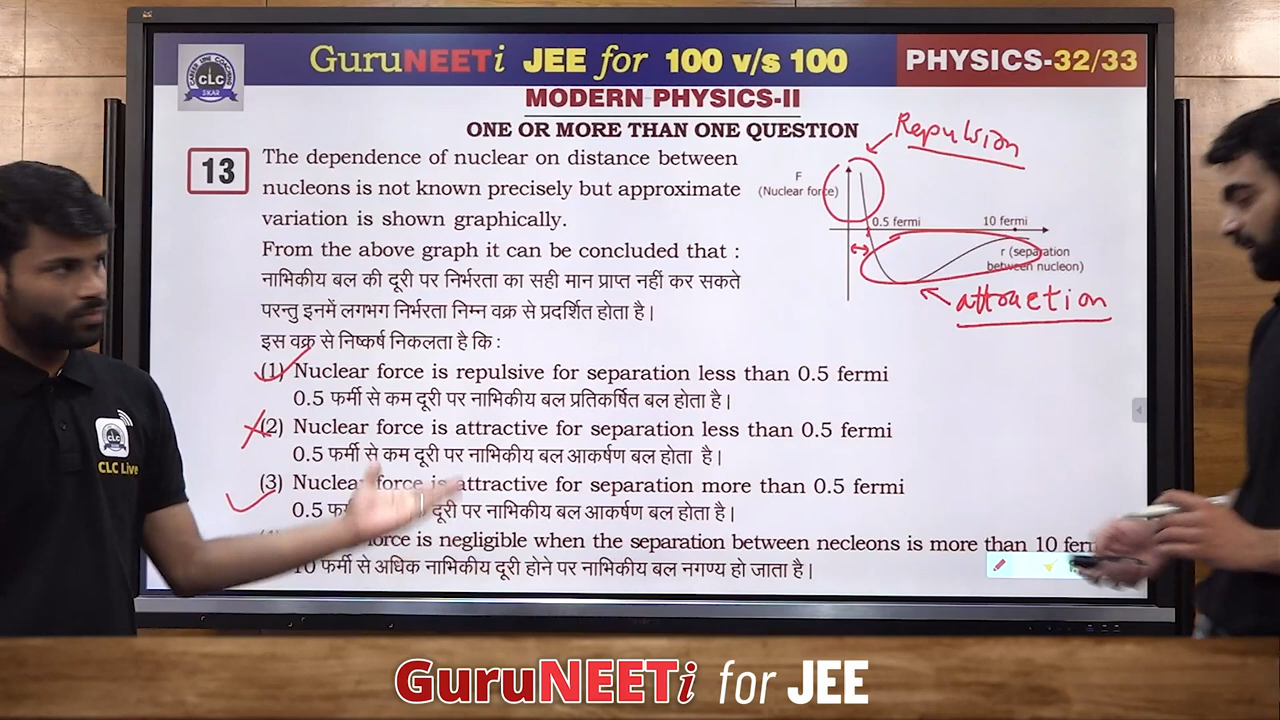 GuruNEETi JEE for 100 v/s 100
PHYSICS-32/33
CLC
SIKAR
MODERN PHYSICS-II
ONE OR MORE THAN ONE QUESTION
13
The dependence of nuclear on distance between
nucleons is not known precisely but approximate
variation is shown graphically.
From the above graph it can be concluded that :
नाभिकीय बल की दूरी पर निर्भरता का सही मान प्राप्त नहीं कर सकते
परन्तु इनमें लगभग निर्भरता निम्न वक्र से प्रदर्शित होता है।
इस वक्र से निष्कर्ष निकलता है कि :
Repulsion
F
(Nuclear force)
0.5 fermi
10 fermi
r (separation
between nucleon)
attraction
(1) Nuclear force is repulsive for separation less than 0.5 fermi
0.5 फर्मी से कम दूरी पर नाभिकीय बल प्रतिकर्षित बल होता है।
(2) Nuclear force is attractive for separation less than 0.5 fermi
0.5 फर्मी से कम दूरी पर नाभिकीय बल आकर्षण बल होता है।
(3) Nuclear force is attractive for separation more than 0.5 fermi
0.5 दूरी पर नाभिकीय बल आकर्षण बल होता है।
force is negligible when the separation between necleons is more than 10
10 फर्मी से अधिक नाभिकीय दूरी होने पर नाभिकीय बल नगण्य हो जाता है।
CLC
CLC Live
GuruNEETi for JEE